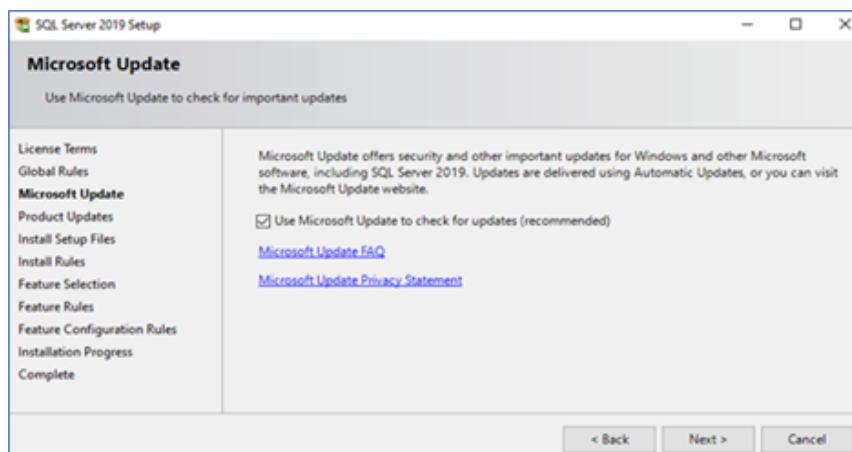 SQL Server 2019 Setup
Microsoft Update
Use Microsoft Update to check for important updates
License Terms
Global Rules
Microsoft Update
Product Updates
Install Setup Files
Install Rules
Feature Selection
Feature Rules
Feature Configuration Rules
Installation Progress
Complete
Microsoft Update offers security and other important updates for Windows and other Microsoft
software, including SQL Server 2019. Updates are delivered using Automatic Updates, or you can visit
the Microsoft Update website.
Use Microsoft Update to check for updates (recommended)
Microsoft Update FAQ
Microsoft Update Privacy Statement
< Back Next > Cancel